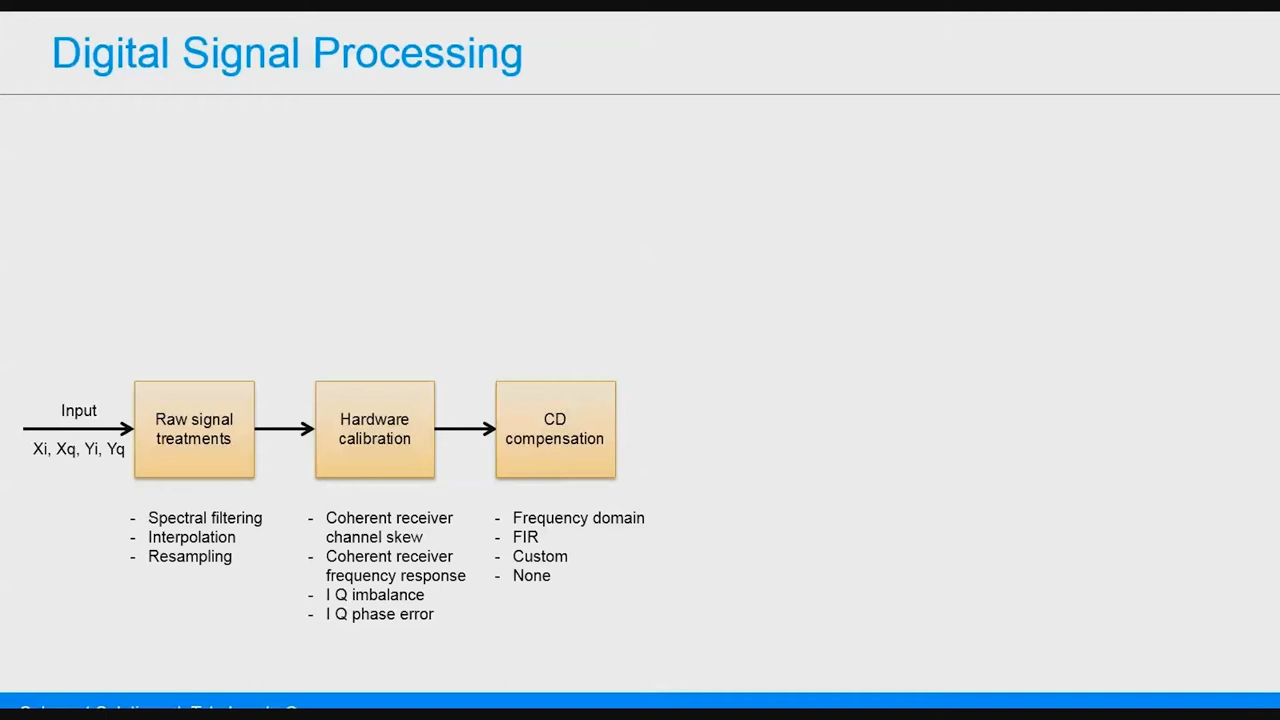 Digital Signal Processing
Input
Xi, Xq, Yi, Yq
Raw signal
treatments
Hardware
calibration
CD
compensation
- Spectral filtering
- Interpolation
- Resampling
- Coherent receiver
channel skew
- Coherent receiver
frequency response
- I Q imbalance
- I Q phase error
- Frequency domain
- FIR
- Custom
- None